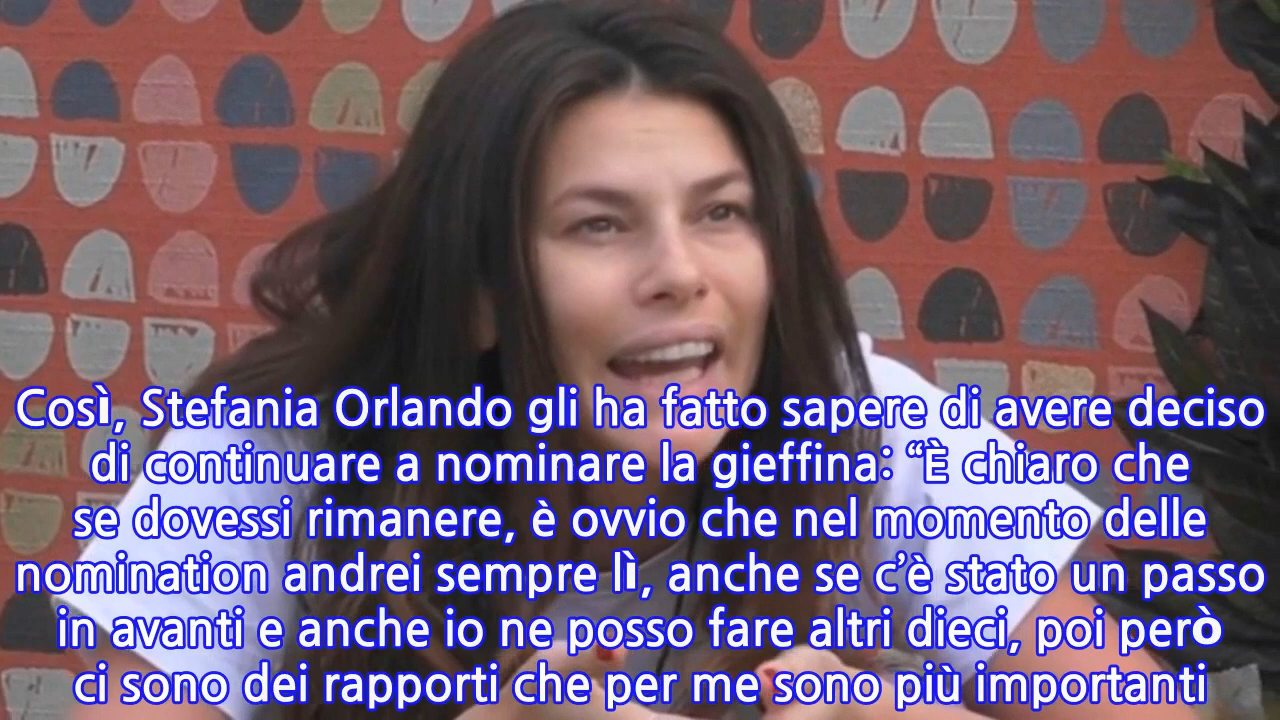 Così, Stefania Orlando gli ha fatto sapere di avere deciso
di continuare a nominare la gieffina: “È chiaro che
se dovessi rimanere, è ovvio che nel momento delle
nomination andrei sempre lì, anche se c’è stato un passo
in avanti e anche io ne posso fare altri dieci, poi però
ci sono dei rapporti che per me sono più importanti